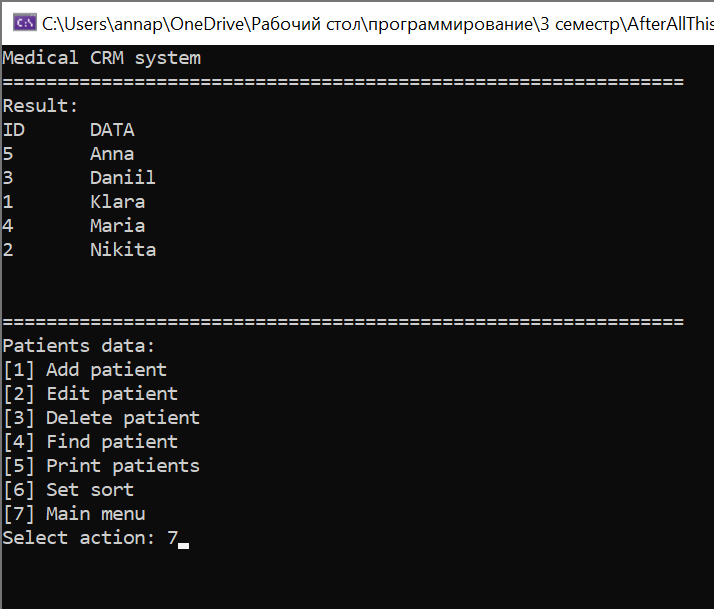 C:\Users\annap\OneDrive\Рабочий стол\программирование\3 семестр\AfterAllThis
Medical CRM system
==============================================================
Result:
ID      DATA
5       Anna
3       Daniil
1       Klara
4       Maria
2       Nikita
==============================================================
Patients data:
[1] Add patient
[2] Edit patient
[3] Delete patient
[4] Find patient
[5] Print patients
[6] Set sort
[7] Main menu
Select action: 7